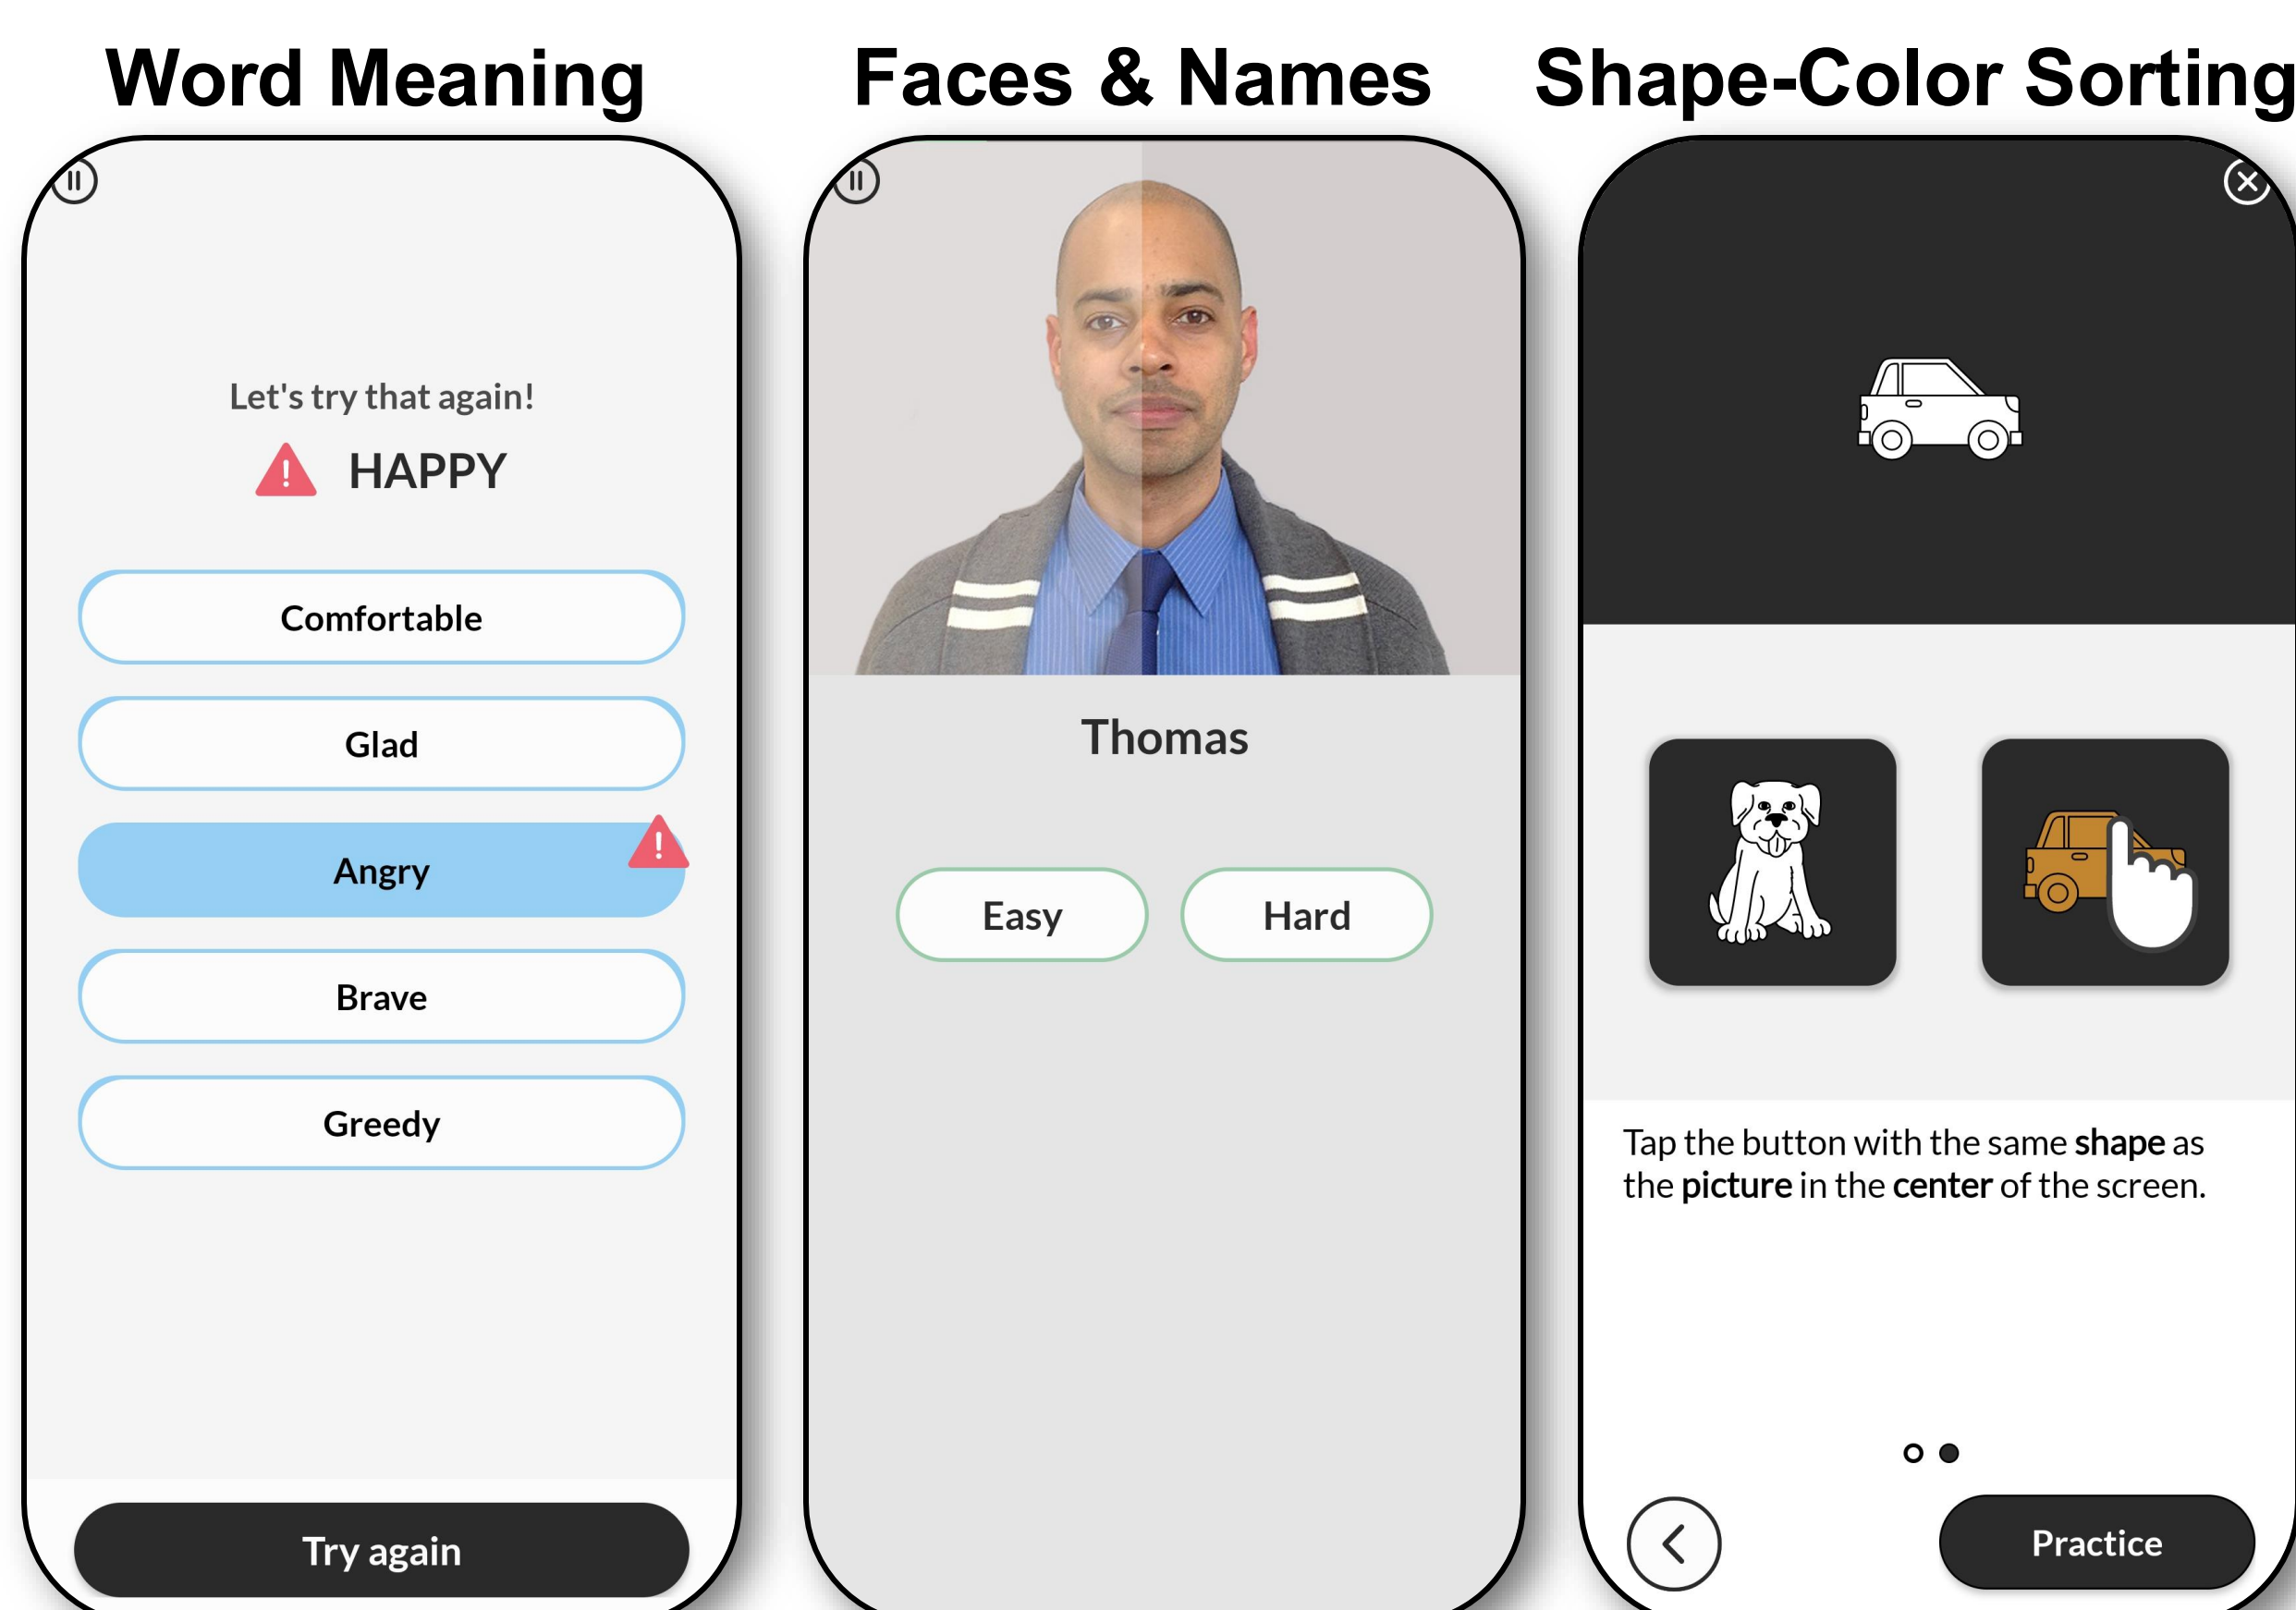 Word Meaning
Let's try that again!
HAPPY
Comfortable
Glad
Angry
Brave
Greedy
Try again
Faces & Names
Thomas
Easy
Hard
Shape-Color Sorting
Tap the button with the same shape as
the picture in the center of the screen.
Practice